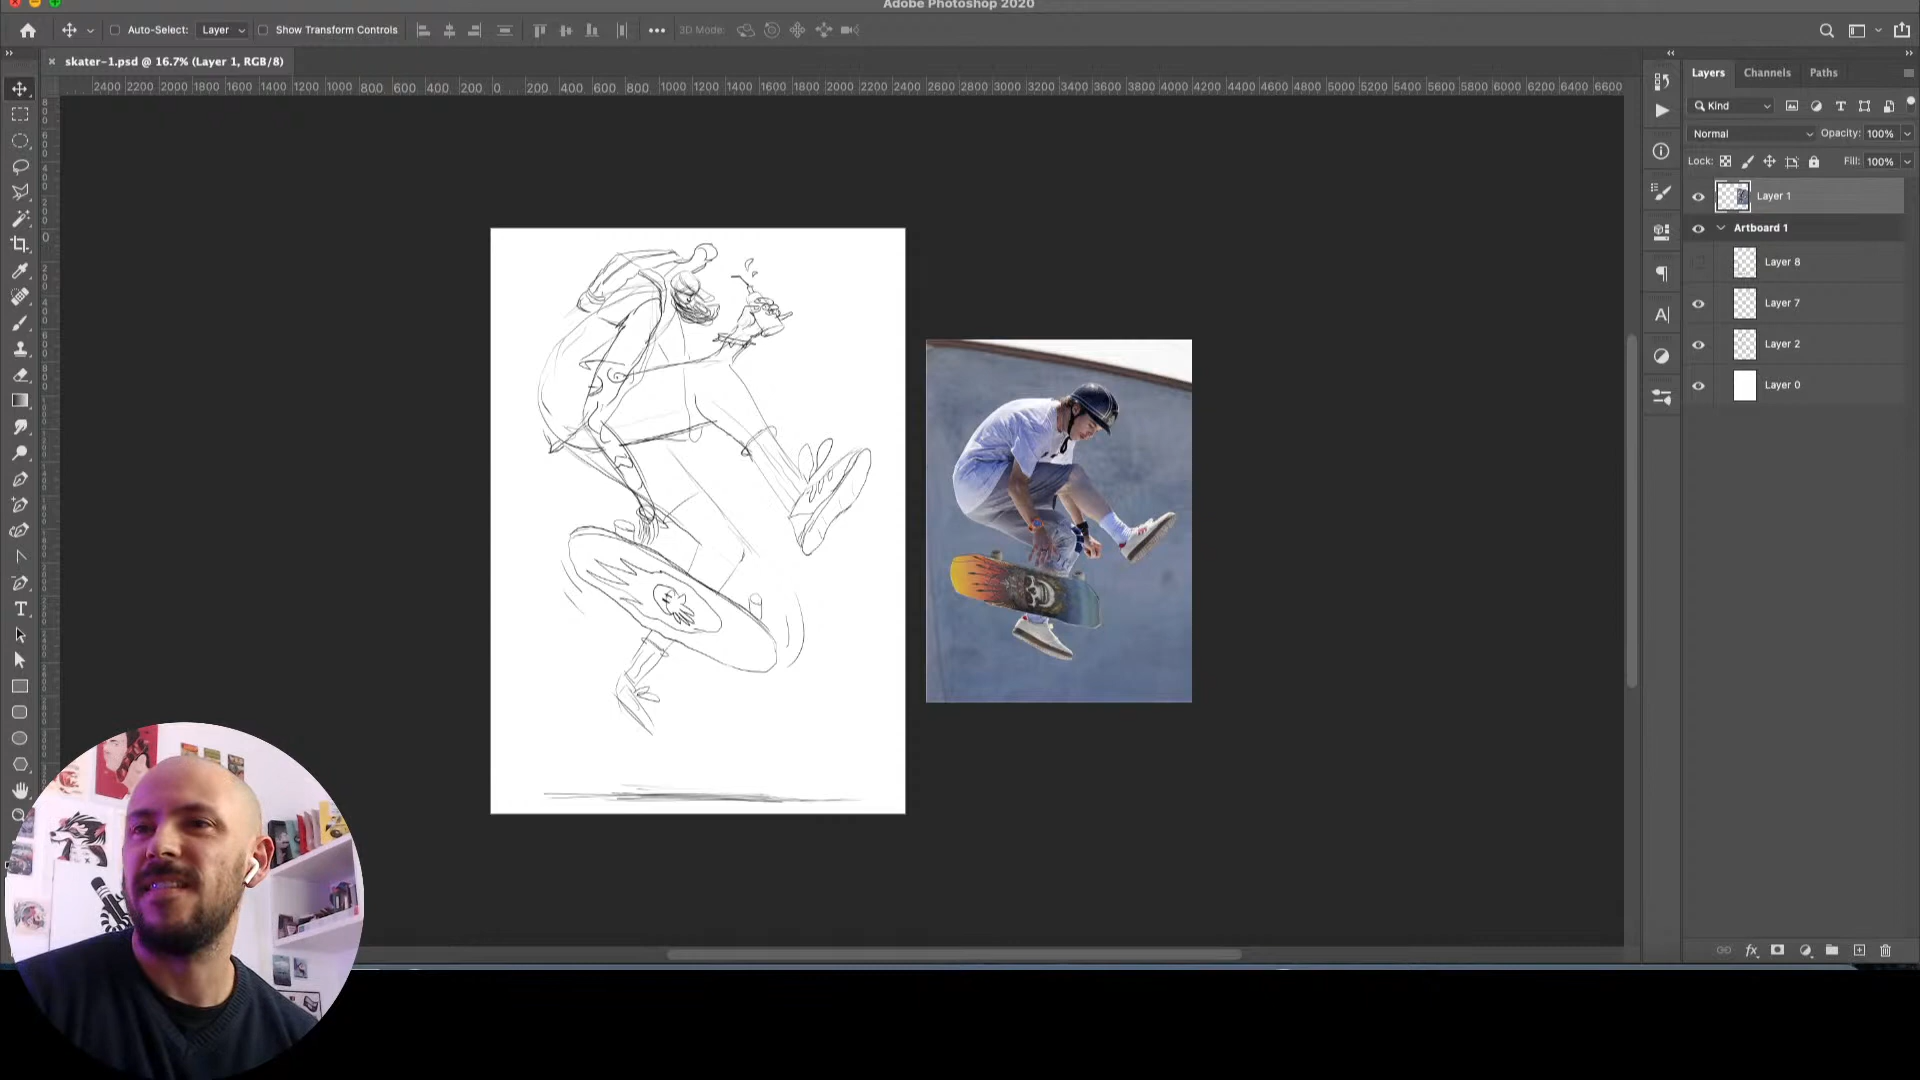 Adobe Photoshop 2020
Auto-Select: Layer Show Transform Controls 3D Mode:
skater-1.psd @ 16.7% (Layer 1, RGB/8)
2400 2200 2000 1800 1600 1400 1200 1000 800 600 400 200 0 200 400 600 800 1000 1200 1400 1600 1800 2000 2200 2400 2600 2800 3000 3200 3400 3600 3800 4000 4200 4400 4600 4800 5000 5200 5400 5600 5800 6000 6200 6400 6600
Layers Channels Paths
Kind
Normal Opacity: 100%
Lock: Fill: 100%
Layer 1
Artboard 1
Layer 8
Layer 7
Layer 2
Layer 0